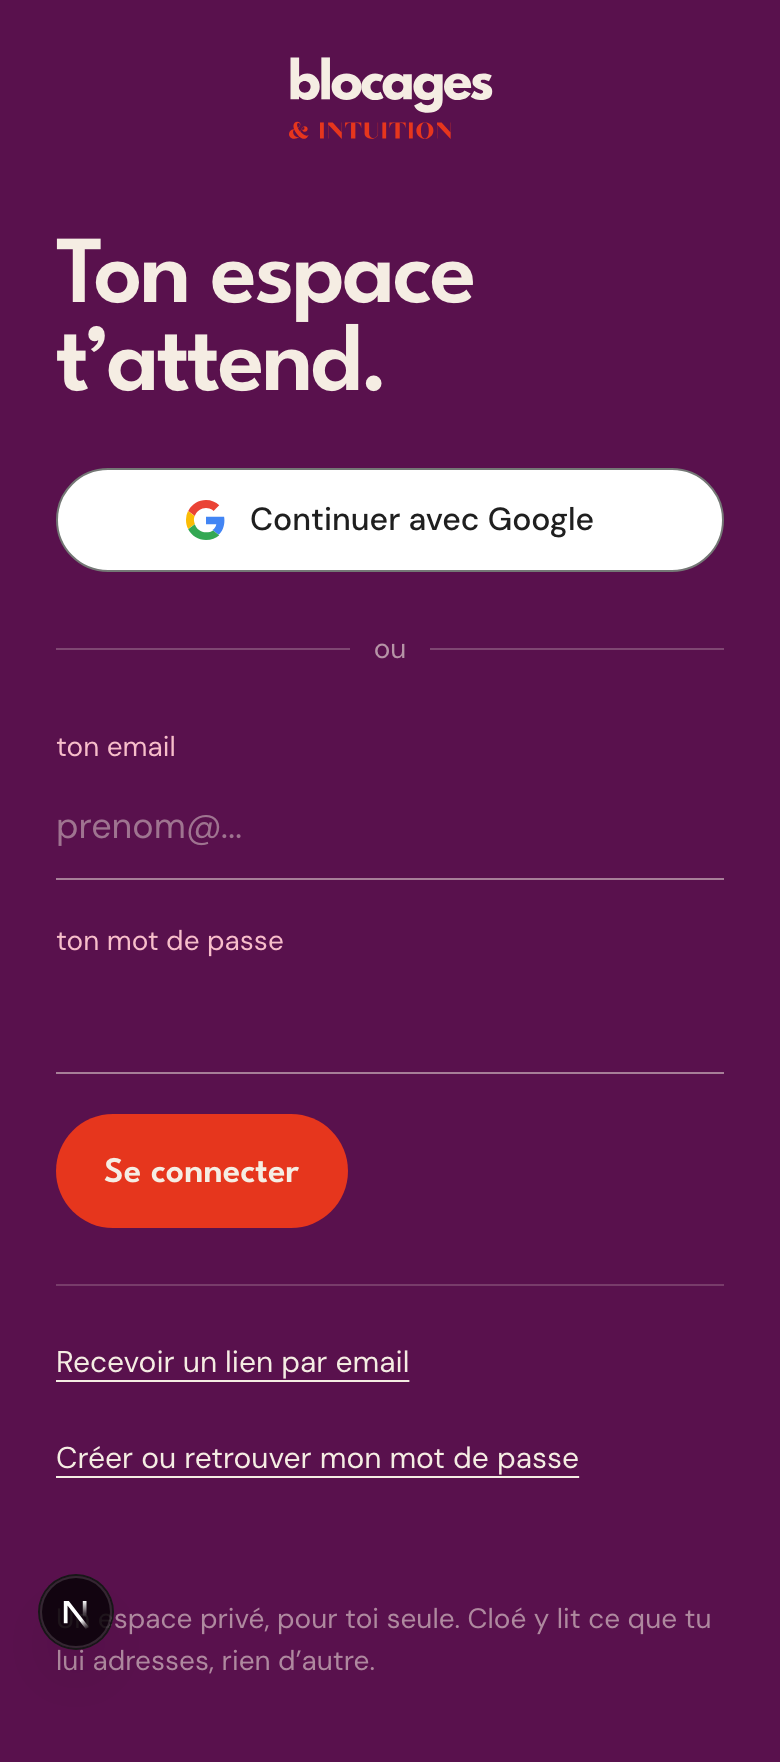 blocages
& INTUITION
Ton espace
t’attend.
Continuer avec Google
ou
ton email
prenom@...
ton mot de passe
Se connecter
Recevoir un lien par email
Créer ou retrouver mon mot de passe
N
espace privé, pour toi seule. Cloé y lit ce que tu
lui adresses, rien d’autre.